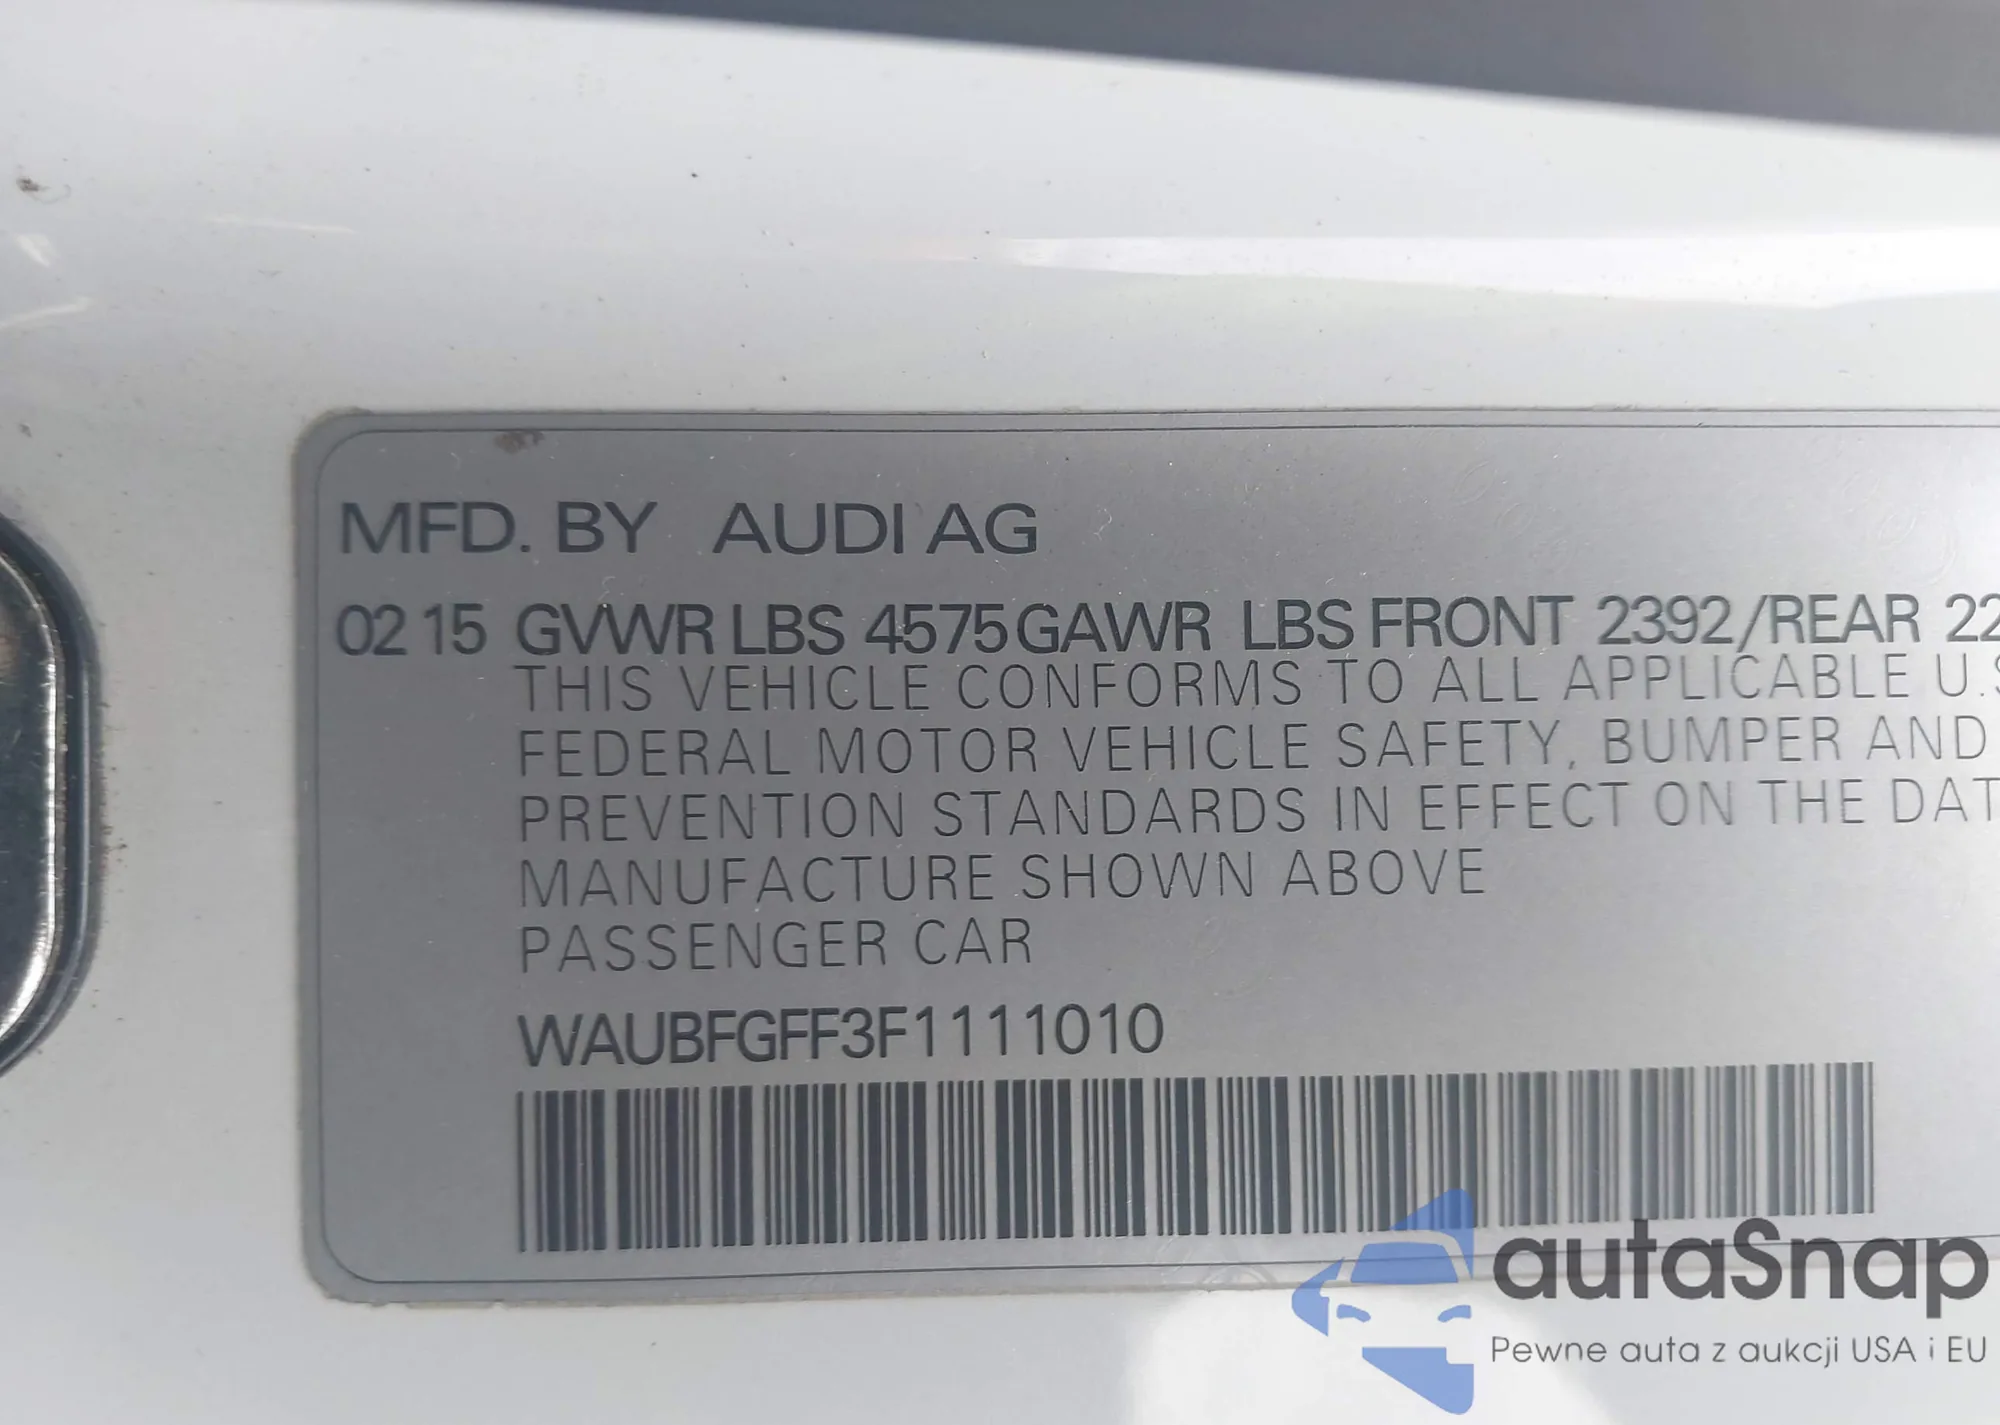 MFD. BY AUDI AG
02 15 GVWR LBS 4575 GAWR LBS FRONT 2392/REAR 22
THIS VEHICLE CONFORMS TO ALL APPLICABLE U.S
FEDERAL MOTOR VEHICLE SAFETY, BUMPER AND
PREVENTION STANDARDS IN EFFECT ON THE DAT
MANUFACTURE SHOWN ABOVE
PASSENGER CAR
WAUBFGFF3F1111010
autaSnap
Pewne auta z aukcji USA i EU